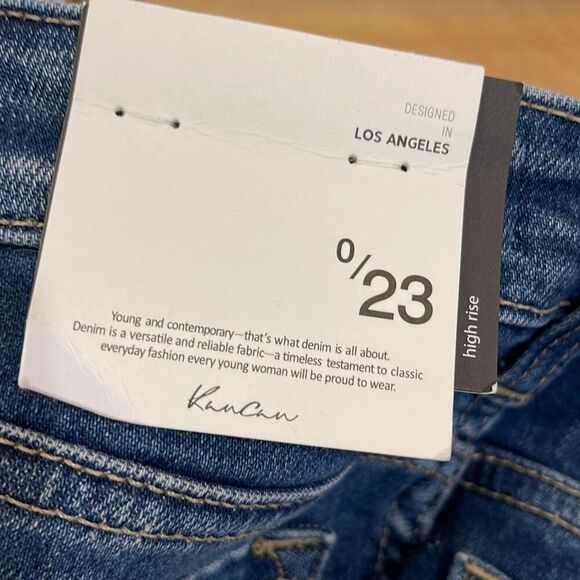 DESIGNED
IN
LOS ANGELES
0/23
high rise
Young and contemporary—that's what denim is all about.
Denim is a versatile and reliable fabric—a timeless testament to classic
everyday fashion every young woman will be proud to wear.
KanCan